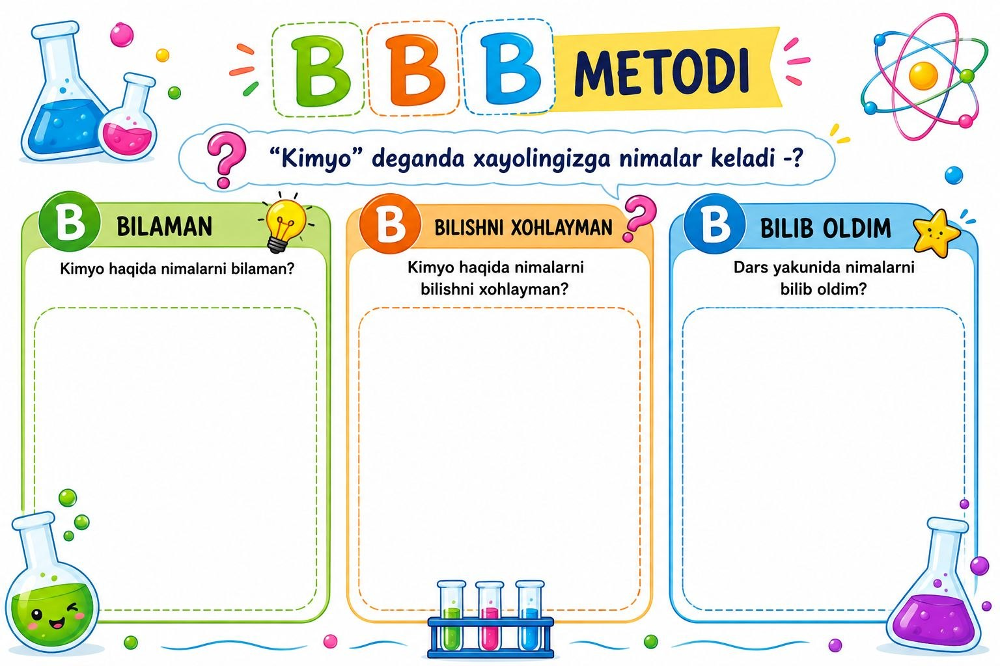 B B B METODI
? “Kimyo” deganda xayolingizga nimalar keladi -?
B BILAMAN
Kimyo haqida nimalarni bilaman?
B BILISHNI XOHLAYMAN ?
Kimyo haqida nimalarni
bilishni xohlayman?
B BILIB OLDIM
Dars yakunida nimalarni
bilib oldim?